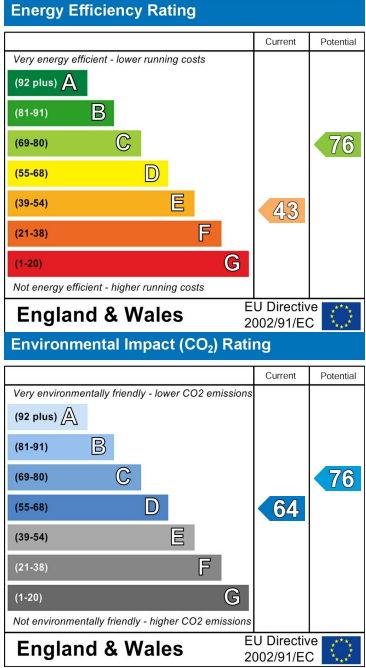 Energy Efficiency Rating
Current Potential
Very energy efficient - lower running costs
(92 plus) A
(81-91) B
(69-80) C
76
(55-68) D
(39-54) E
43
(21-38) F
(1-20) G
Not energy efficient - higher running costs
England & Wales
EU Directive
2002/91/EC
Environmental Impact (CO₂) Rating
Current Potential
Very environmentally friendly - lower CO2 emissions
(92 plus) A
(81-91) B
(69-80) C
76
(55-68) D
64
(39-54) E
(21-38) F
(1-20) G
Not environmentally friendly - higher CO2 emissions
England & Wales
EU Directive
2002/91/EC